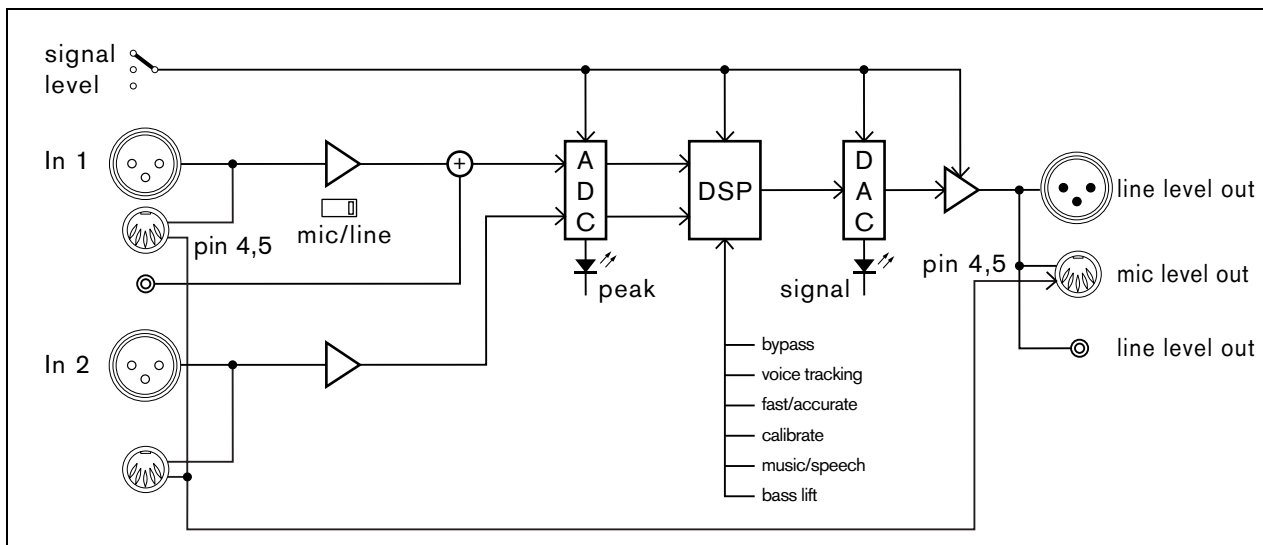 signal
level
In 1
pin 4,5
mic/line
In 2
+
A
D
C
peak
DSP
D
A
C
signal
bypass
voice tracking
fast/accurate
calibrate
music/speech
bass lift
line level out
pin 4,5
mic level out
line level out